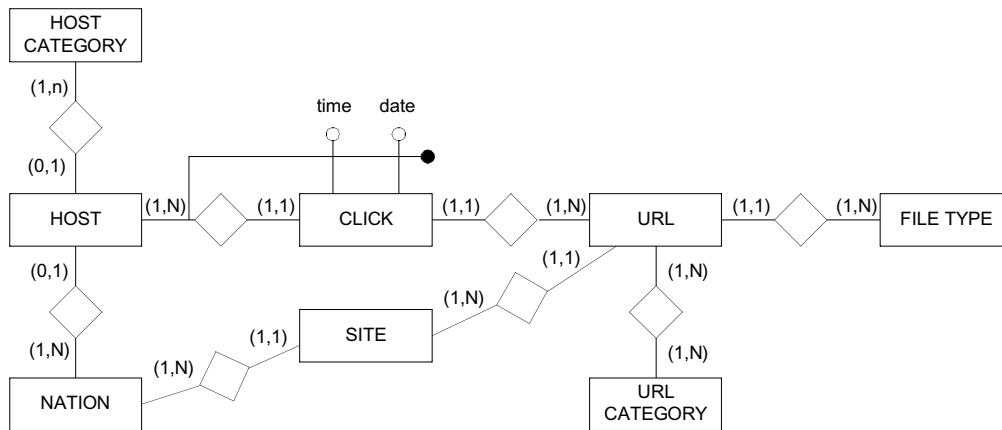 HOST
CATEGORY
(1,n)
time
date
(0,1)
HOST
(1,N)
(1,1)
CLICK
(1,1)
(1,N)
URL
(1,1)
(1,N)
FILE TYPE
(0,1)
(1,1)
(1,N)
(1,N)
SITE
(1,1)
(1,N)
(1,N)
(1,N)
NATION
URL
CATEGORY